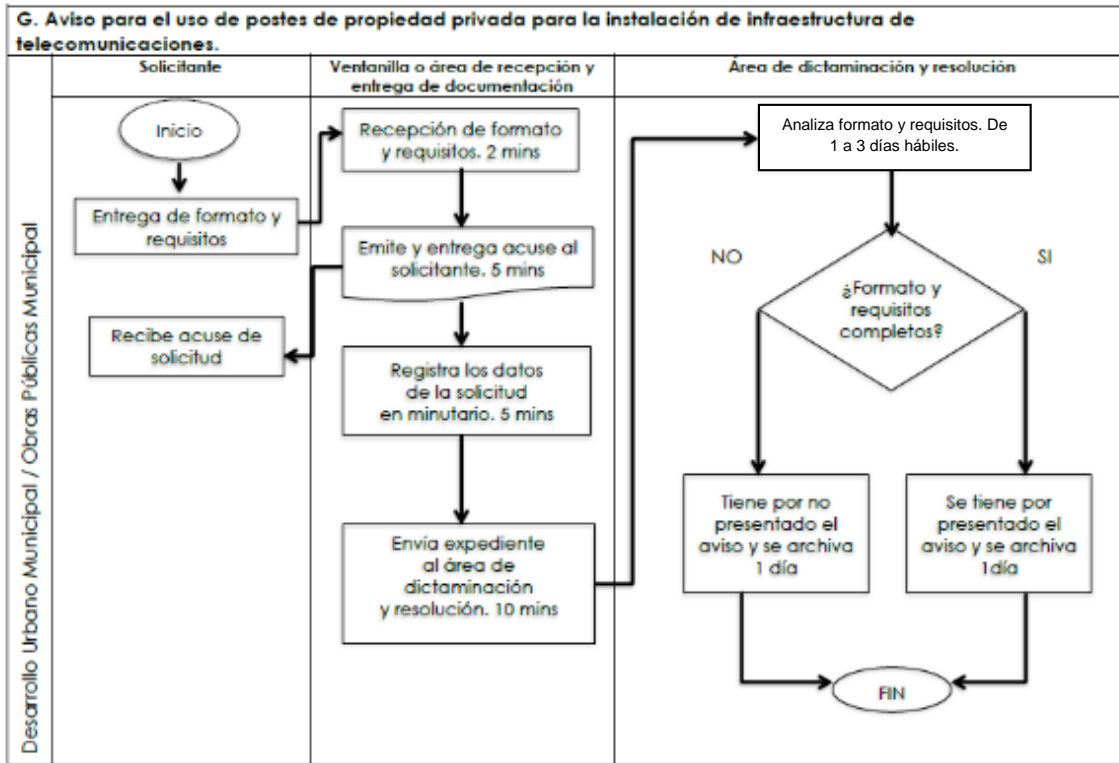 G. Aviso para el uso de postes de propiedad privada para la instalación de infraestructura de
telecomunicaciones.
Desarrollo Urbano Municipal / Obras Públicas Municipal
Solicitante
Ventanilla o área de recepción y
entrega de documentación
Área de dictaminación y resolución
Inicio
Entrega de formato y
requisitos
Recibe acuse de
solicitud
Recepción de formato
y requisitos. 2 mins
Emite y entrega acuse al
solicitante. 5 mins
Registra los datos
de la solicitud
en minutario. 5 mins
Envía expediente
al área de
dictaminación
y resolución. 10 mins
Analiza formato y requisitos. De
1 a 3 días hábiles.
NO
SI
¿Formato y
requisitos
completos?
Tiene por no
presentado el
aviso y se archiva
1 día
Se tiene por
presentado el
aviso y se archiva
1día
FIN